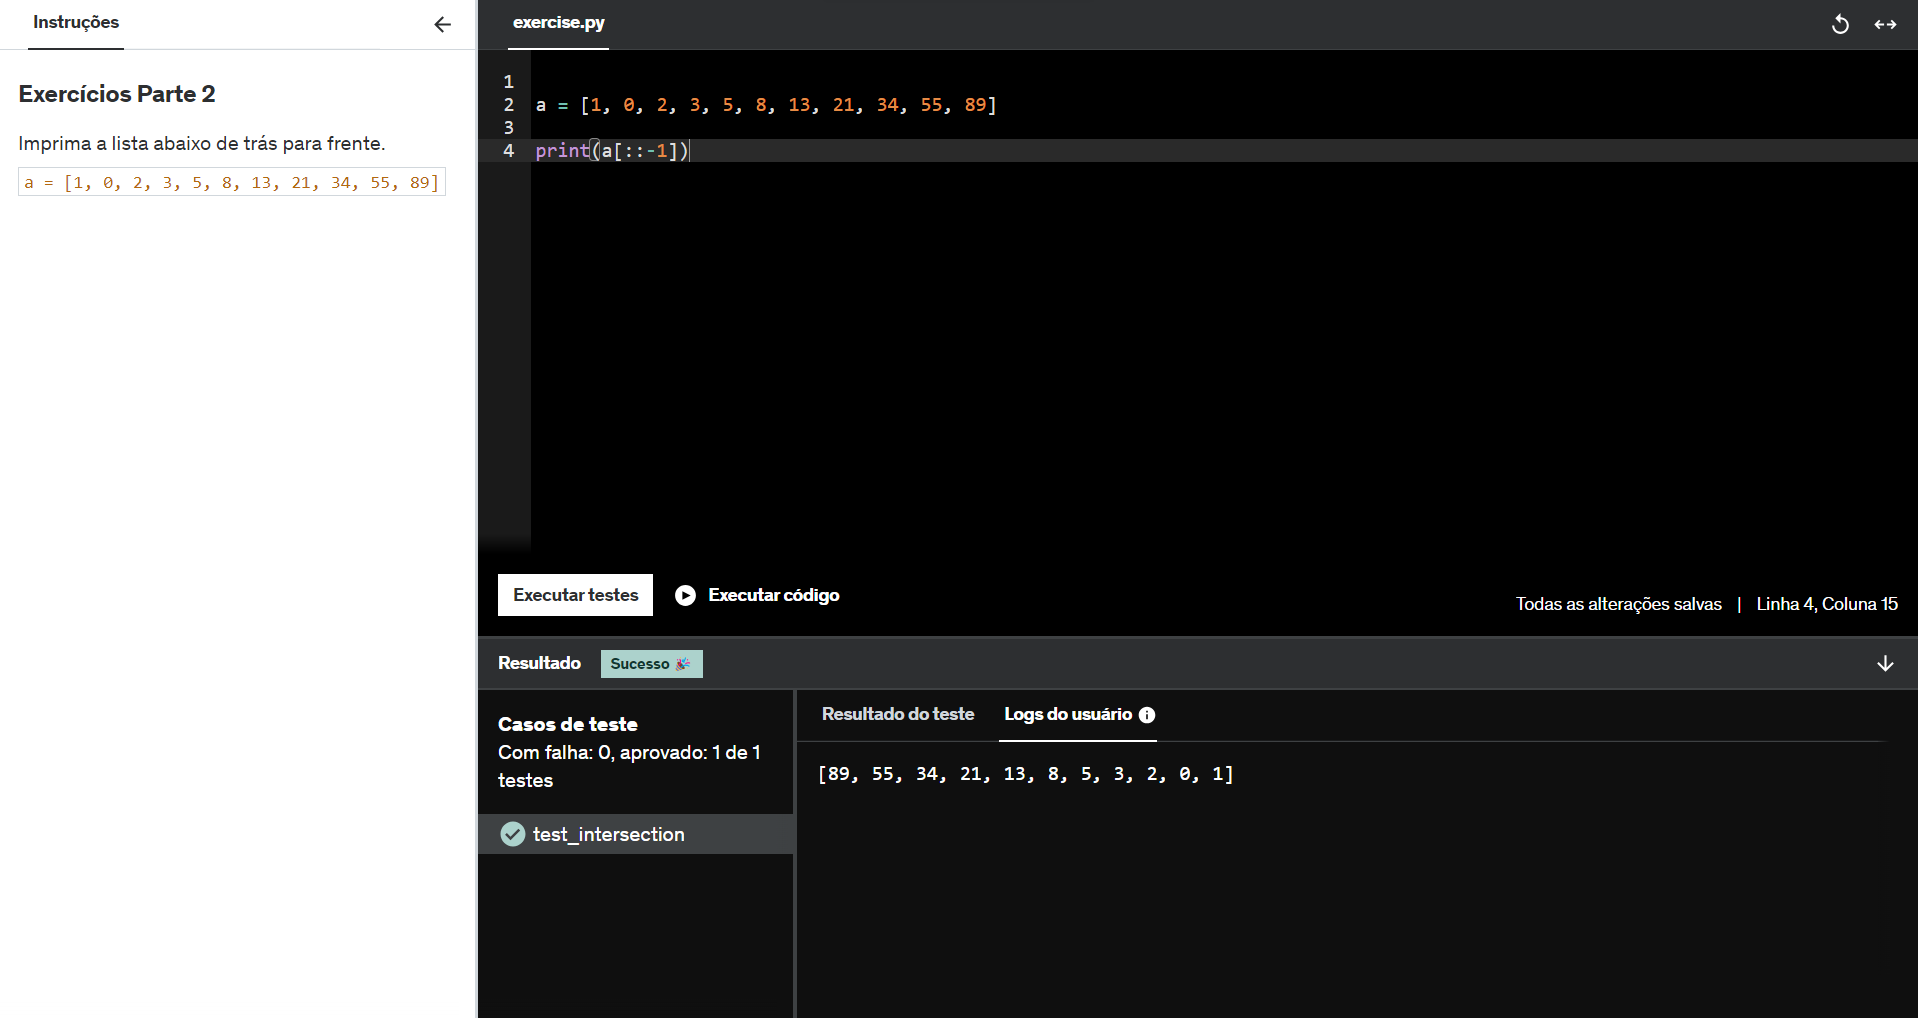 Instruções
Exercícios Parte 2
Imprima a lista abaixo de trás para frente.
a = [1, 0, 2, 3, 5, 8, 13, 21, 34, 55, 89]
exercise.py
1
2 a = [1, 0, 2, 3, 5, 8, 13, 21, 34, 55, 89]
3
4 print(a[::-1])
Executar testes
Executar código
Todas as alterações salvas | Linha 4, Coluna 15
Resultado
Sucesso 🎉
Casos de teste
Com falha: 0, aprovado: 1 de 1
testes
test_intersection
Resultado do teste
Logs do usuário
[89, 55, 34, 21, 13, 8, 5, 3, 2, 0, 1]